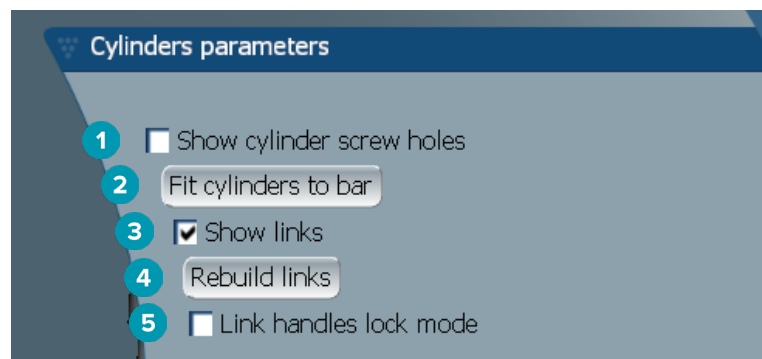 Cylinders parameters
1 Show cylinder screw holes
2 Fit cylinders to bar
3 Show links
4 Rebuild links
5 Link handles lock mode